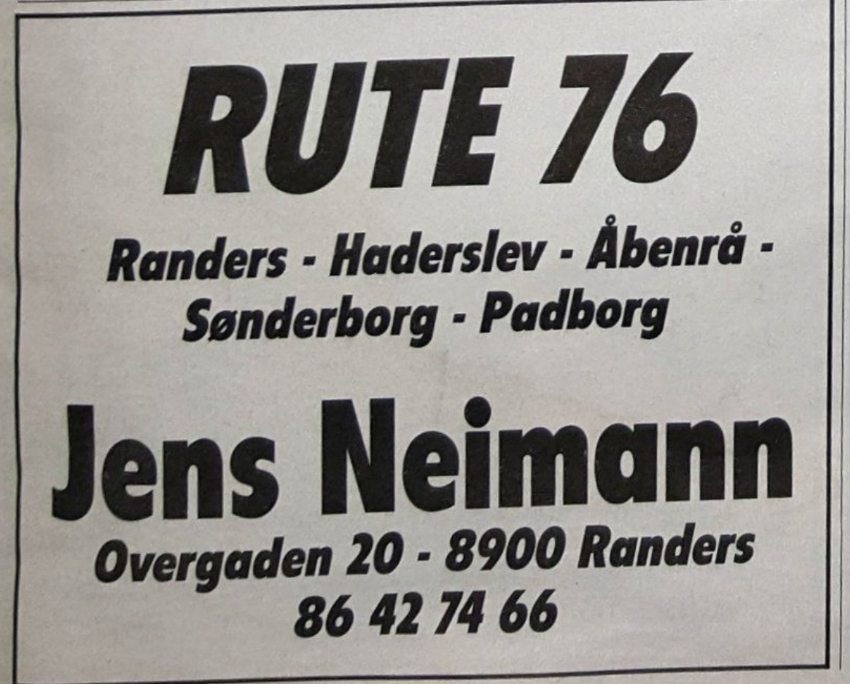 RUTE 76
Randers - Haderslev - Åbenrå -
Sønderborg - Padborg
Jens Neimann
Overgaden 20 - 8900 Randers
86 42 74 66